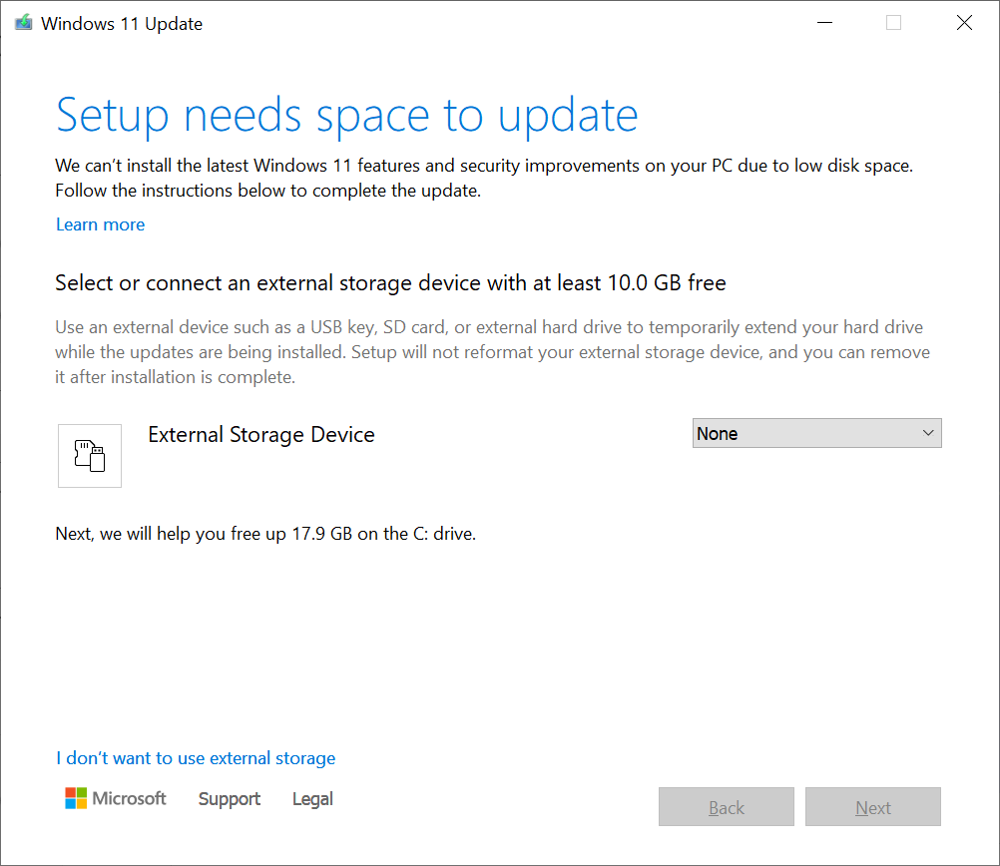 Windows 11 Update
Setup needs space to update
We can't install the latest Windows 11 features and security improvements on your PC due to low disk space.
Follow the instructions below to complete the update.
Learn more
Select or connect an external storage device with at least 10.0 GB free
Use an external device such as a USB key, SD card, or external hard drive to temporarily extend your hard drive
while the updates are being installed. Setup will not reformat your external storage device, and you can remove
it after installation is complete.
External Storage Device
None
Next, we will help you free up 17.9 GB on the C: drive.
I don't want to use external storage
Microsoft Support Legal
Back Next